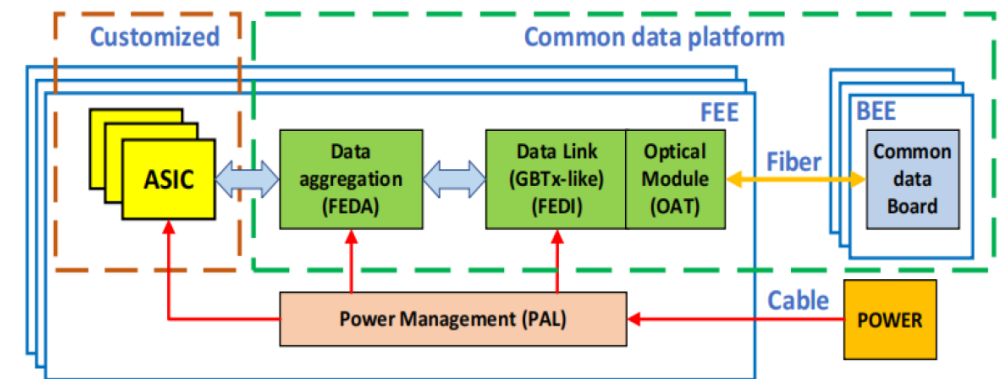 Customized
Common data platform
FEE
BEE
ASIC
Data
aggregation
(FEDA)
Data Link
(GBTx-like)
(FEDI)
Optical
Module
(OAT)
Fiber
Common
data
Board
Power Management (PAL)
Cable
POWER